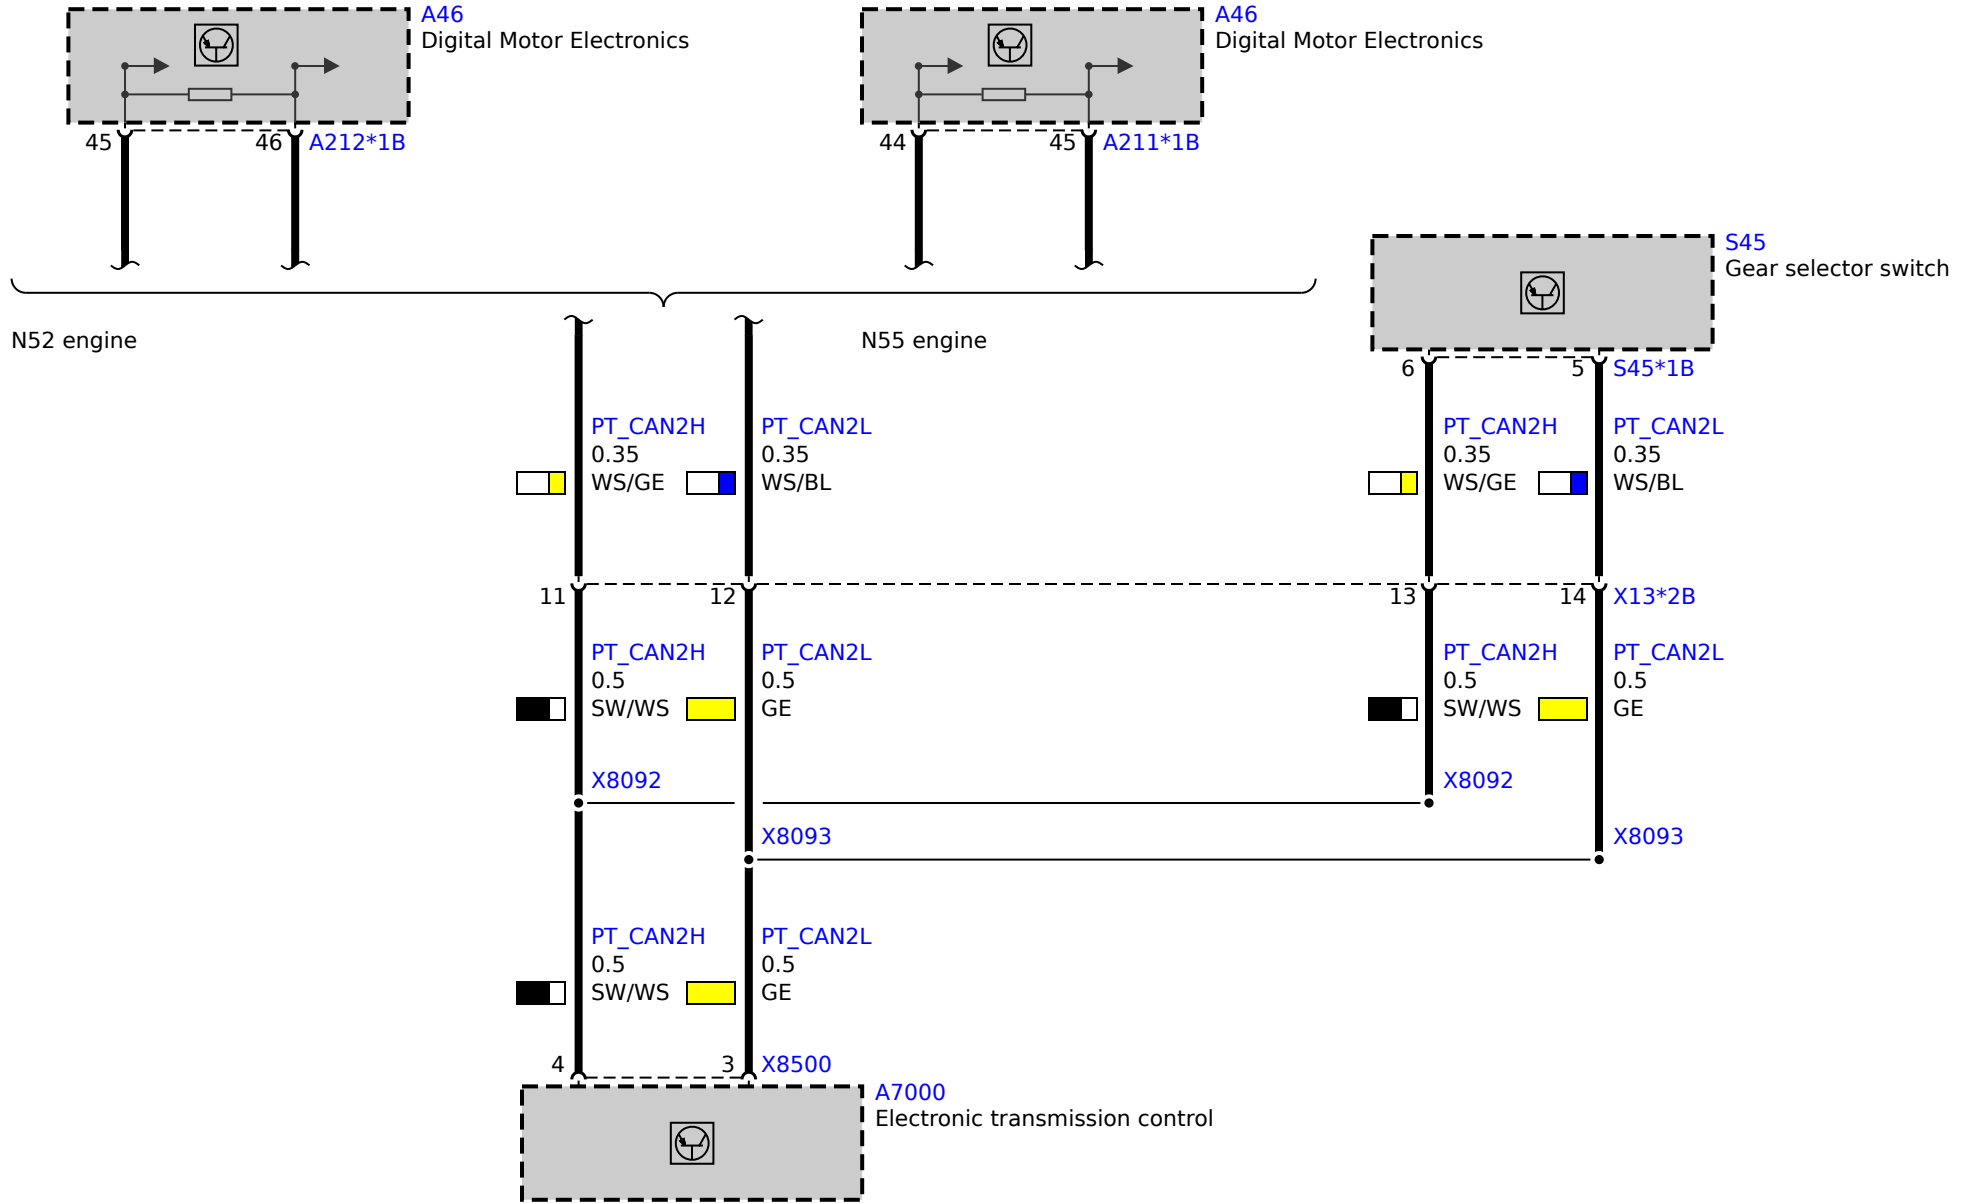 A46
Digital Motor Electronics
A46
Digital Motor Electronics
45
46
A212*1B
44
45
A211*1B
S45
Gear selector switch
N52 engine
N55 engine
6
5
S45*1B
PT_CAN2H
0.35
WS/GE
PT_CAN2L
0.35
WS/BL
PT_CAN2H
0.35
WS/GE
PT_CAN2L
0.35
WS/BL
11
12
13
14
X13*2B
PT_CAN2H
0.5
SW/WS
PT_CAN2L
0.5
GE
PT_CAN2H
0.5
SW/WS
PT_CAN2L
0.5
GE
X8092
X8092
X8093
X8093
PT_CAN2H
0.5
SW/WS
PT_CAN2L
0.5
GE
4
3
X8500
A7000
Electronic transmission control